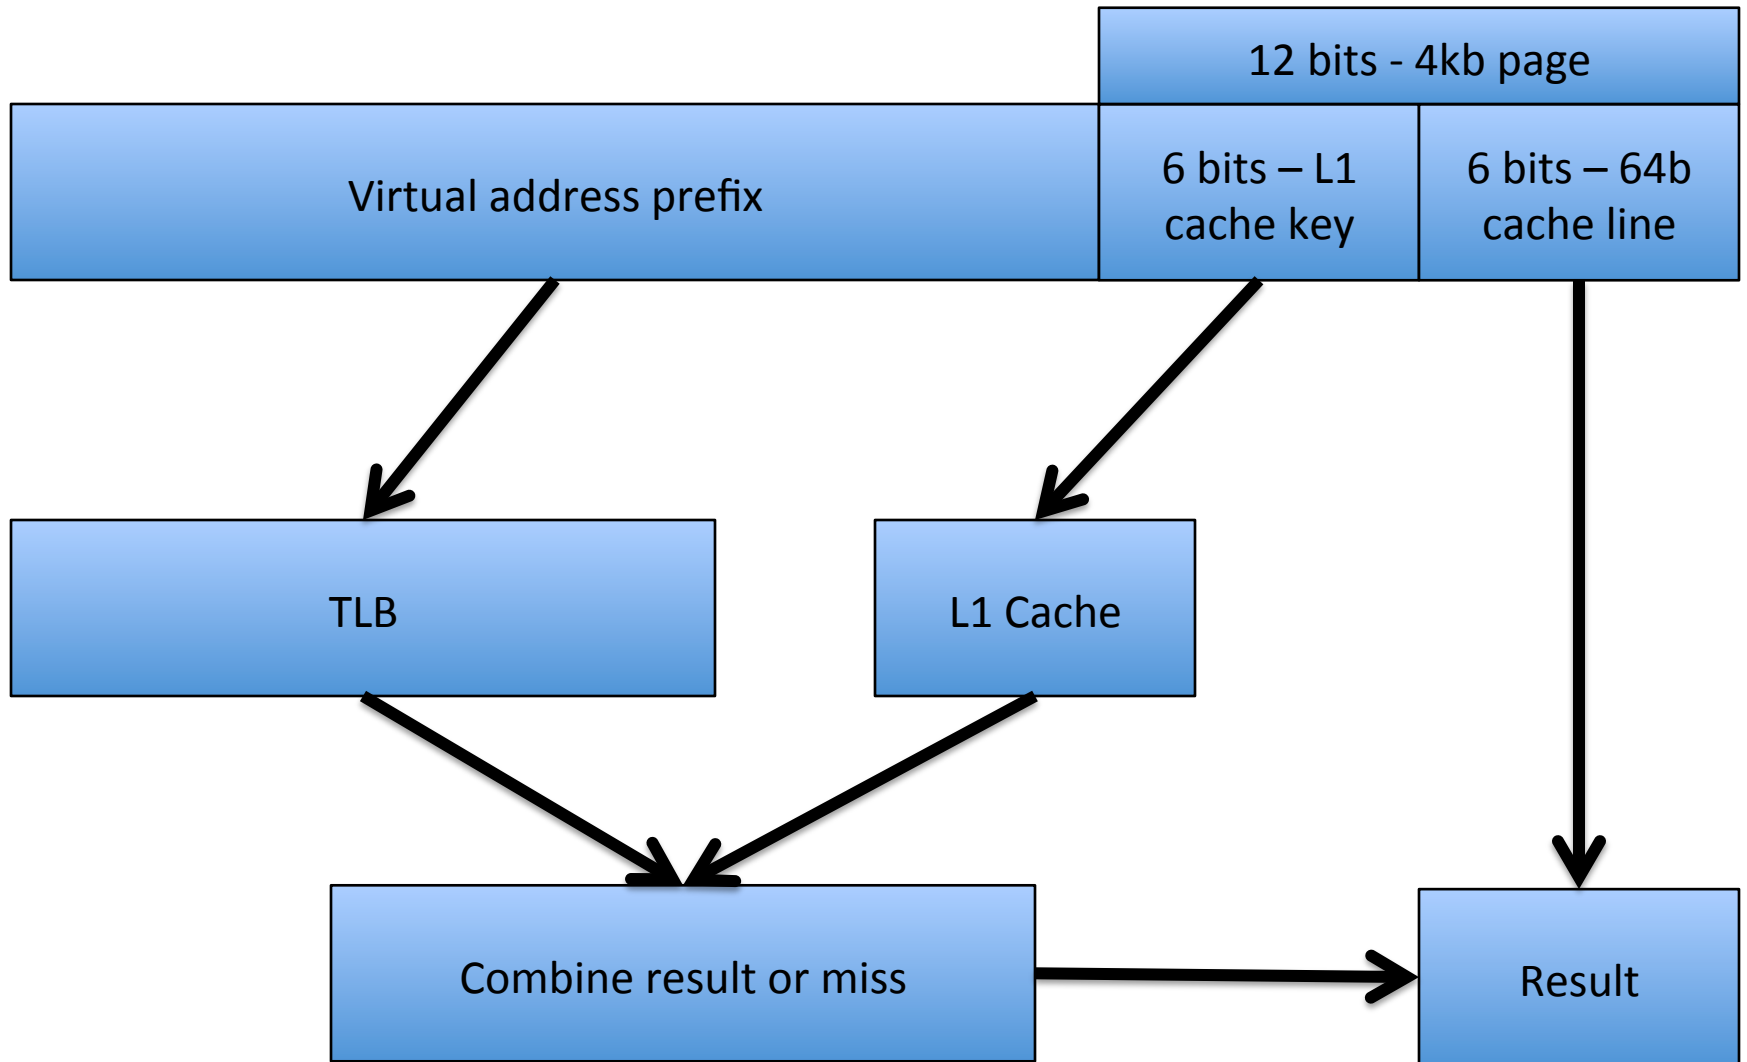 12 bits - 4kb page
Virtual address prefix
6 bits – L1
cache key
6 bits – 64b
cache line
TLB
L1 Cache
Combine result or miss
Result